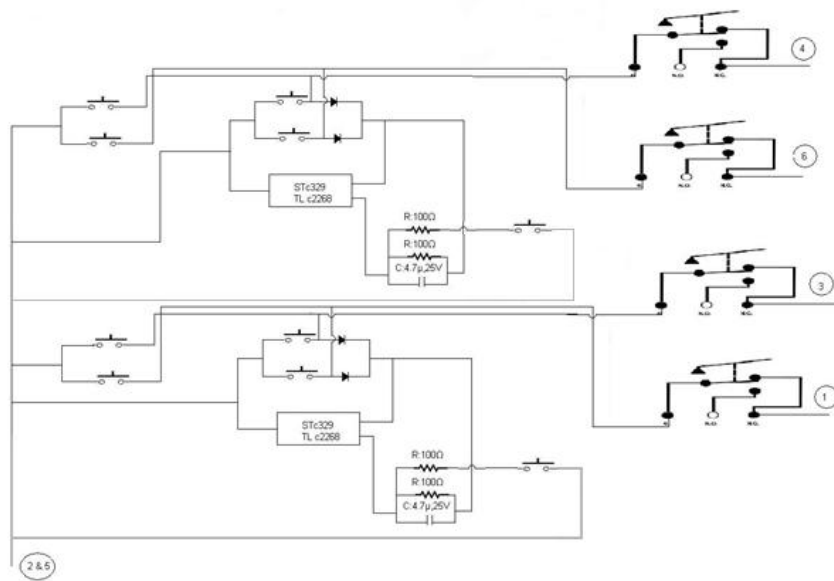 4
N.O.
N.C.
6
N.O.
N.C.
STc329
TL c2268
R:100Ω
R:100Ω
C:4.7µ,25V
3
N.O.
N.C.
1
N.O.
N.C.
STc329
TL c2268
R:100Ω
R:100Ω
C:4.7µ,25V
2 & 5